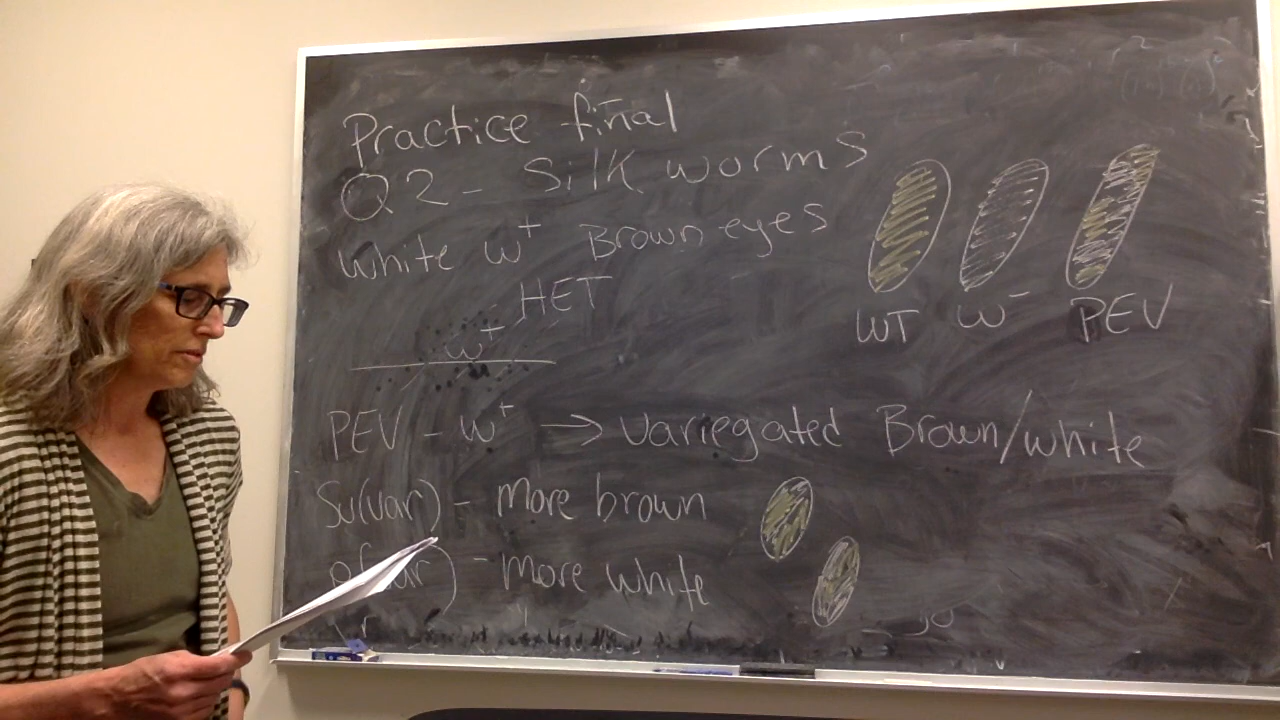 Practice final
Q2 - Silk worms
white w⁺ Brown eyes
HET
w⁺
WT w⁻ PEV
PEV - w⁺ → variegated Brown/white
Su(var) - More brown
- More white